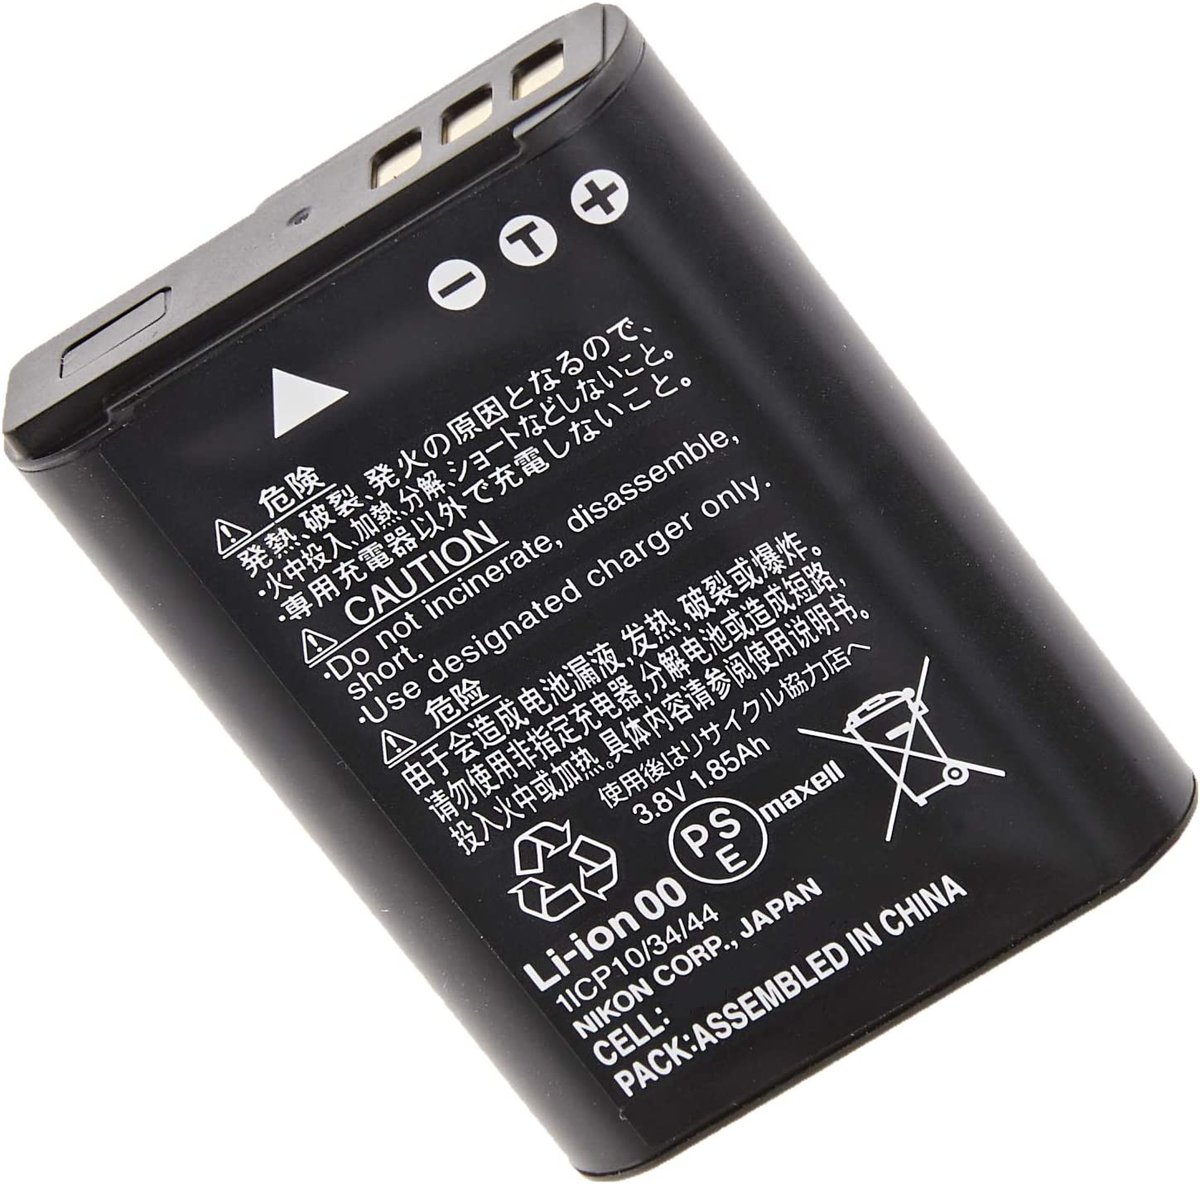 − T +
⚠危険
発熱、破裂、発火の原因となるので、
·火中投入、加熱、分解、ショートなどしないこと。
·専用充電器以外で充電しないこと。
⚠CAUTION
·Do not incinerate, disassemble,
short.
·Use designated charger only.
⚠危险
由于会造成电池漏液，发热，破裂或爆炸。
请勿使用非指定充电器，分解电池或造成短路，
投入火中或加热。具体内容请参阅使用说明书。
使用後はリサイクル協力店へ
3.8V 1.85Ah
PSE
maxell
Li-ion00
1ICP10/34/44
NIKON CORP., JAPAN
CELL:
PACK:ASSEMBLED IN CHINA